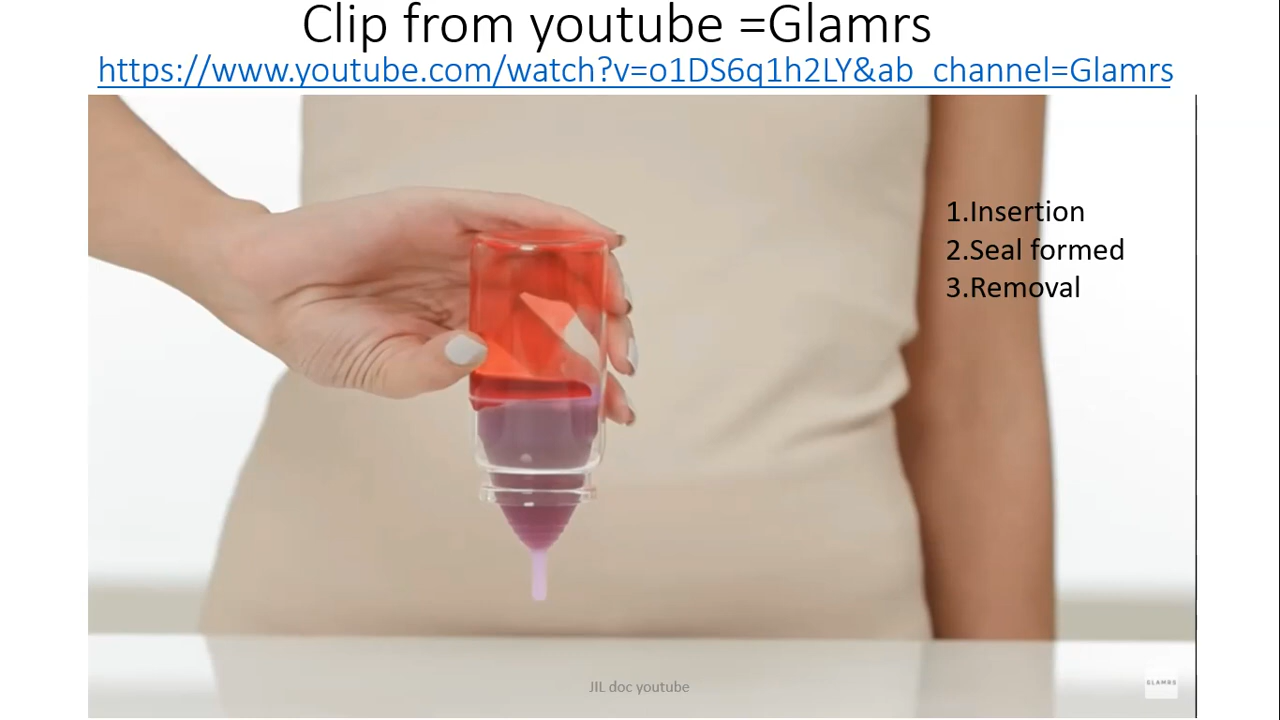 Clip from youtube =Glamrs
https://www.youtube.com/watch?v=o1DS6q1h2LY&ab_channel=Glamrs
1.Insertion
2.Seal formed
3.Removal
JIL doc youtube
GLAMRS